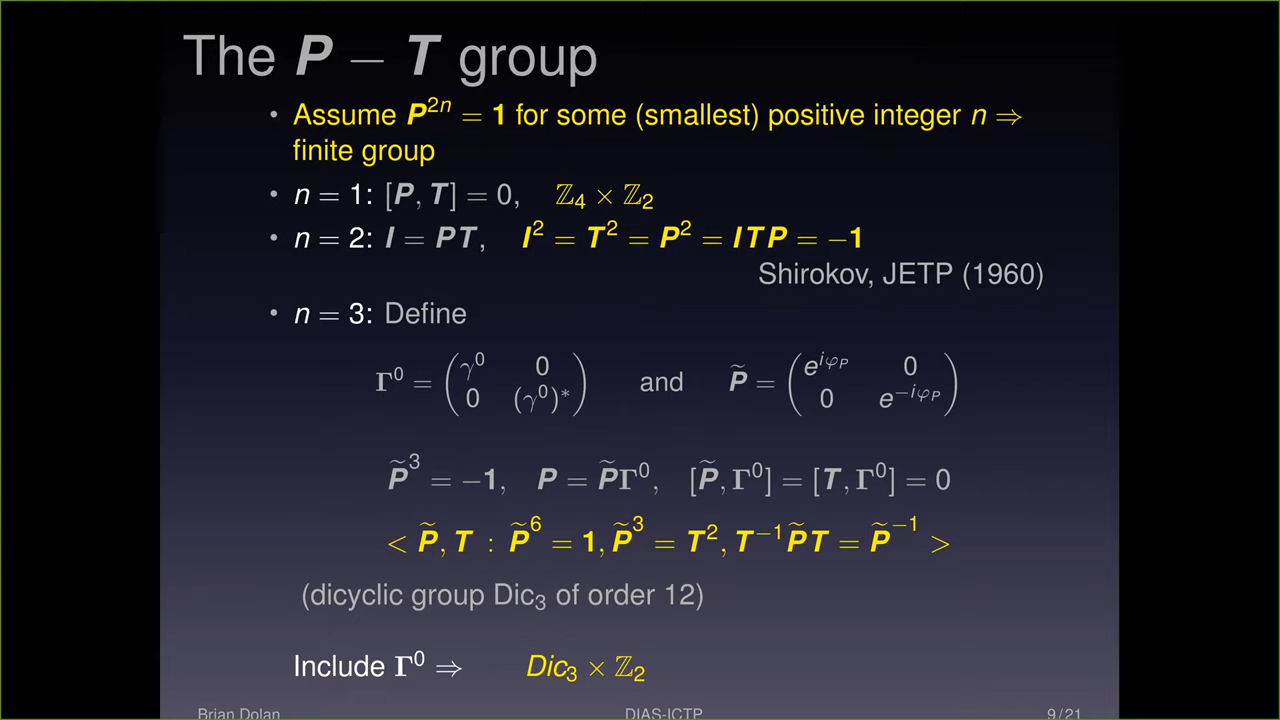 The P − T group
• Assume P²ⁿ = 1 for some (smallest) positive integer n ⇒
finite group
• n = 1: [P, T] = 0, ℤ₄ × ℤ₂
• n = 2: I = PT, I² = T² = P² = ITP = −1
Shirokov, JETP (1960)
• n = 3: Define
Γ⁰ = (γ⁰ 0 ; 0 (γ⁰)*) and P̃ = (e^{iφ_P} 0 ; 0 e^{−iφ_P})
P̃³ = −1, P = P̃Γ⁰, [P̃, Γ⁰] = [T, Γ⁰] = 0
< P̃, T : P̃⁶ = 1, P̃³ = T², T⁻¹P̃T = P̃⁻¹ >
(dicyclic group Dic₃ of order 12)
Include Γ⁰ ⇒ Dic₃ × ℤ₂
Brian Dolan DIAS-ICTP 9/21